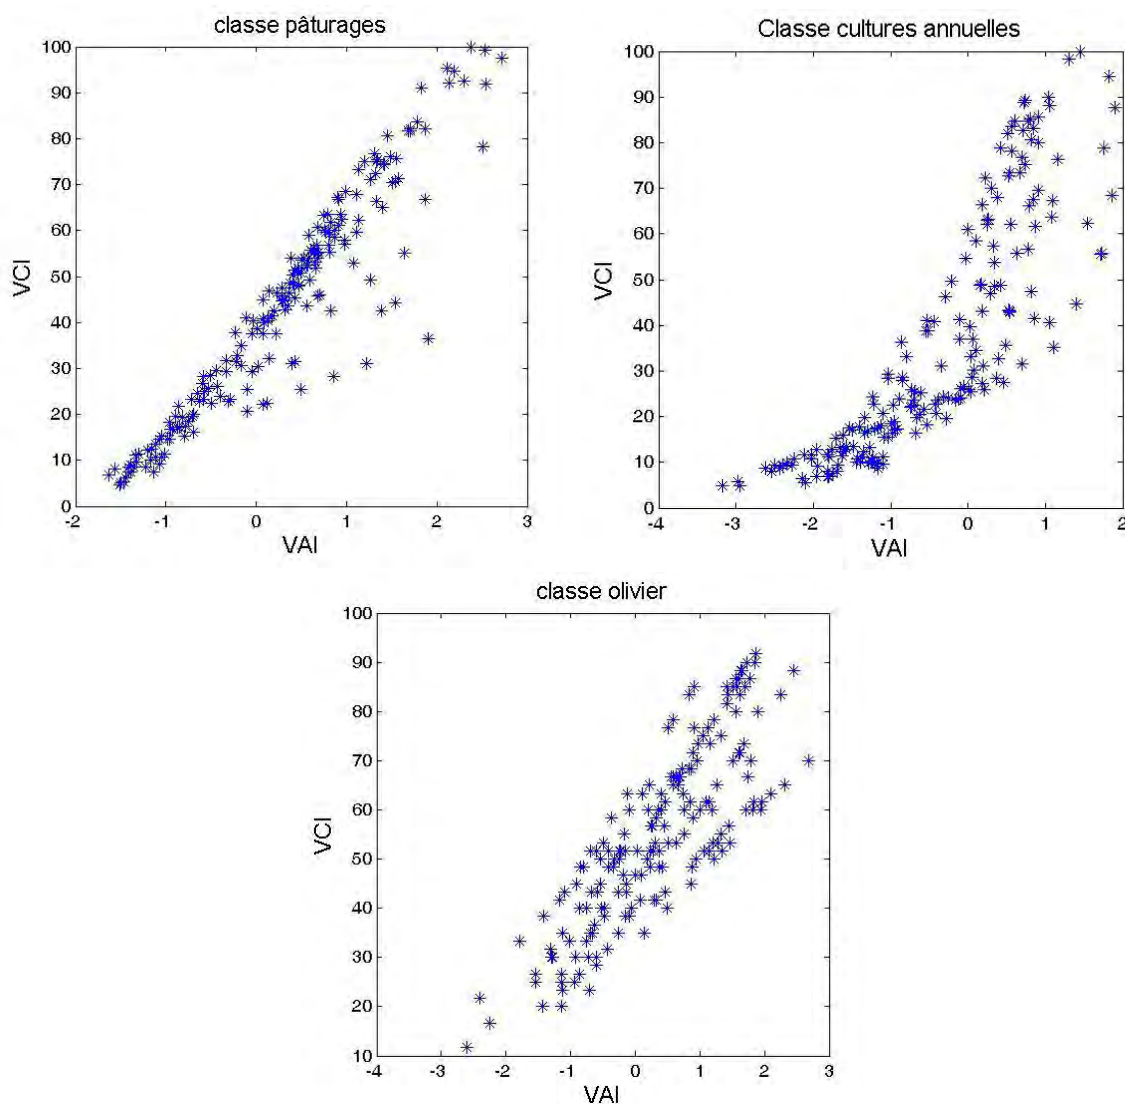 classe pâturages
100
90
80
70
60
50
40
30
20
10
0
VCI
-2 -1 0 1 2 3
VAI
Classe cultures annuelles
100
90
80
70
60
50
40
30
20
10
0
VCI
-4 -3 -2 -1 0 1 2
VAI
classe olivier
100
90
80
70
60
50
40
30
20
10
VCI
-4 -3 -2 -1 0 1 2 3
VAI